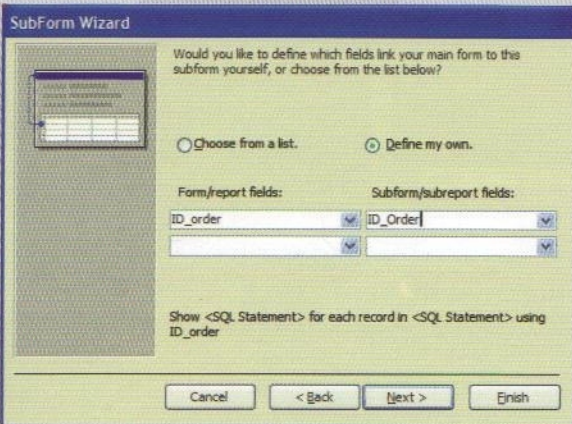 SubForm Wizard
Would you like to define which fields link your main form to this
subform yourself, or choose from the list below?
Choose from a list.
Define my own.
Form/report fields:
Subform/subreport fields:
ID_order
ID_Order
Show <SQL Statement> for each record in <SQL Statement> using
ID_order
Cancel
< Back
Next >
Finish